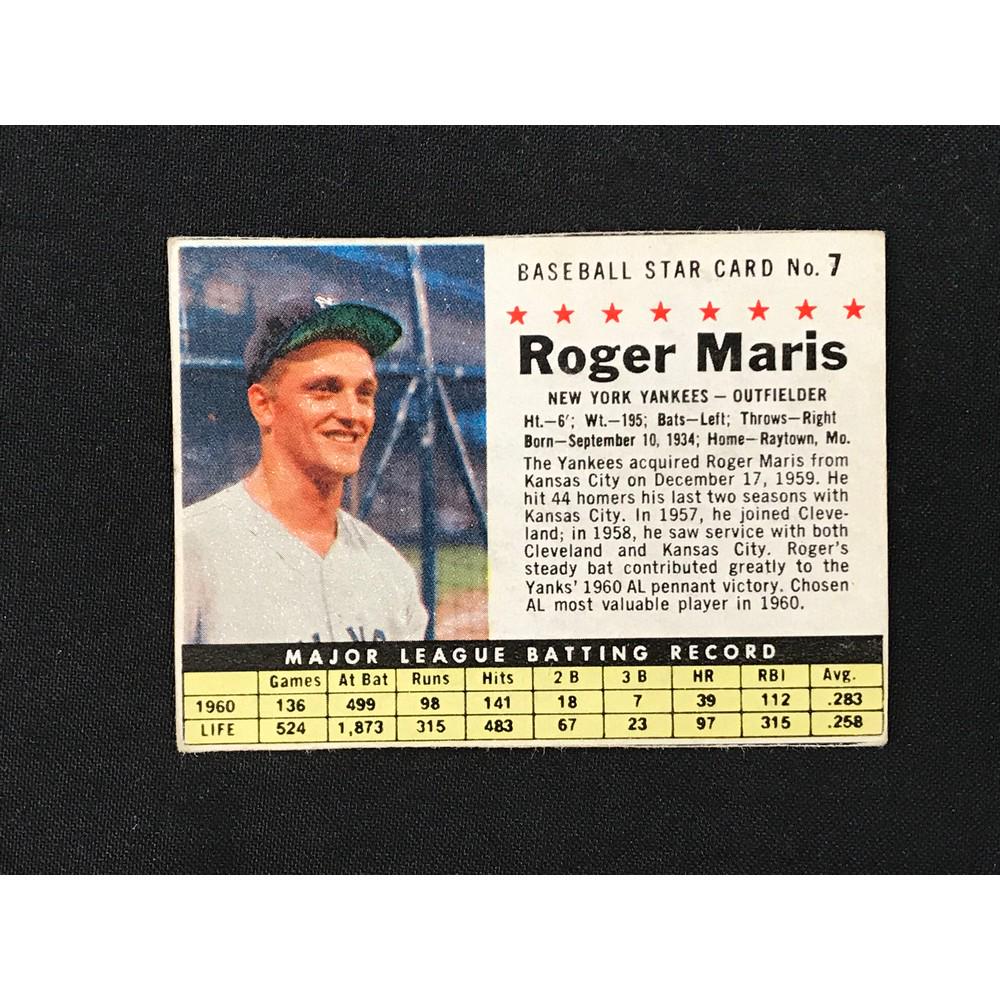 BASEBALL STAR CARD No. 7
Roger Maris
NEW YORK YANKEES — OUTFIELDER
Ht.—6'; Wt.—195; Bats—Left; Throws—Right
Born—September 10, 1934; Home—Raytown, Mo.
The Yankees acquired Roger Maris from
Kansas City on December 17, 1959. He
hit 44 homers his last two seasons with
Kansas City. In 1957, he joined Cleve-
land; in 1958, he saw service with both
Cleveland and Kansas City. Roger's
steady bat contributed greatly to the
Yanks' 1960 AL pennant victory. Chosen
AL most valuable player in 1960.
MAJOR LEAGUE BATTING RECORD
Games At Bat Runs Hits 2 B 3 B HR RBI Avg.
1960 136 499 98 141 18 7 39 112 .283
LIFE 524 1,873 315 483 67 23 97 315 .258